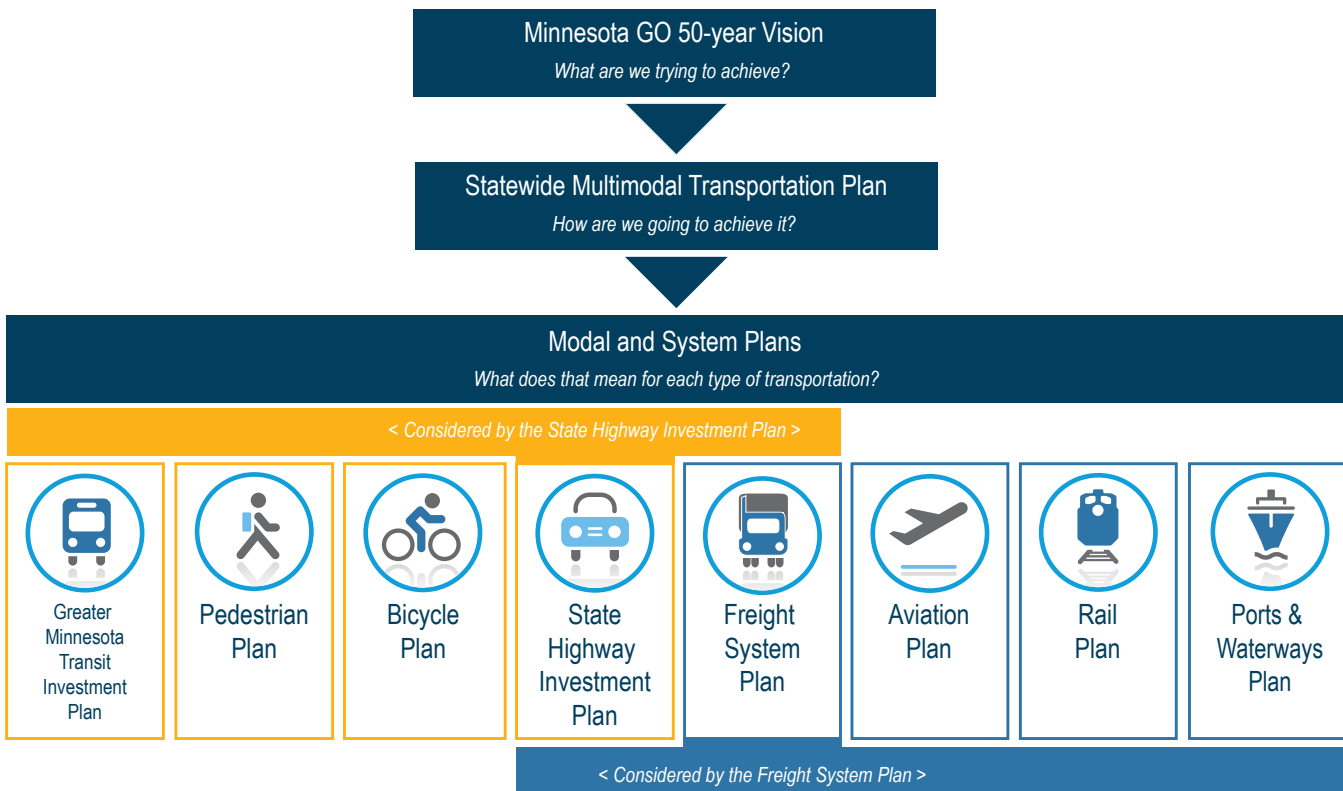 Minnesota GO 50-year Vision
What are we trying to achieve?
Statewide Multimodal Transportation Plan
How are we going to achieve it?
Modal and System Plans
What does that mean for each type of transportation?
< Considered by the State Highway Investment Plan >
Greater
Minnesota
Transit
Investment
Plan
Pedestrian
Plan
Bicycle
Plan
State
Highway
Investment
Plan
Freight
System
Plan
Aviation
Plan
Rail
Plan
Ports &
Waterways
Plan
< Considered by the Freight System Plan >